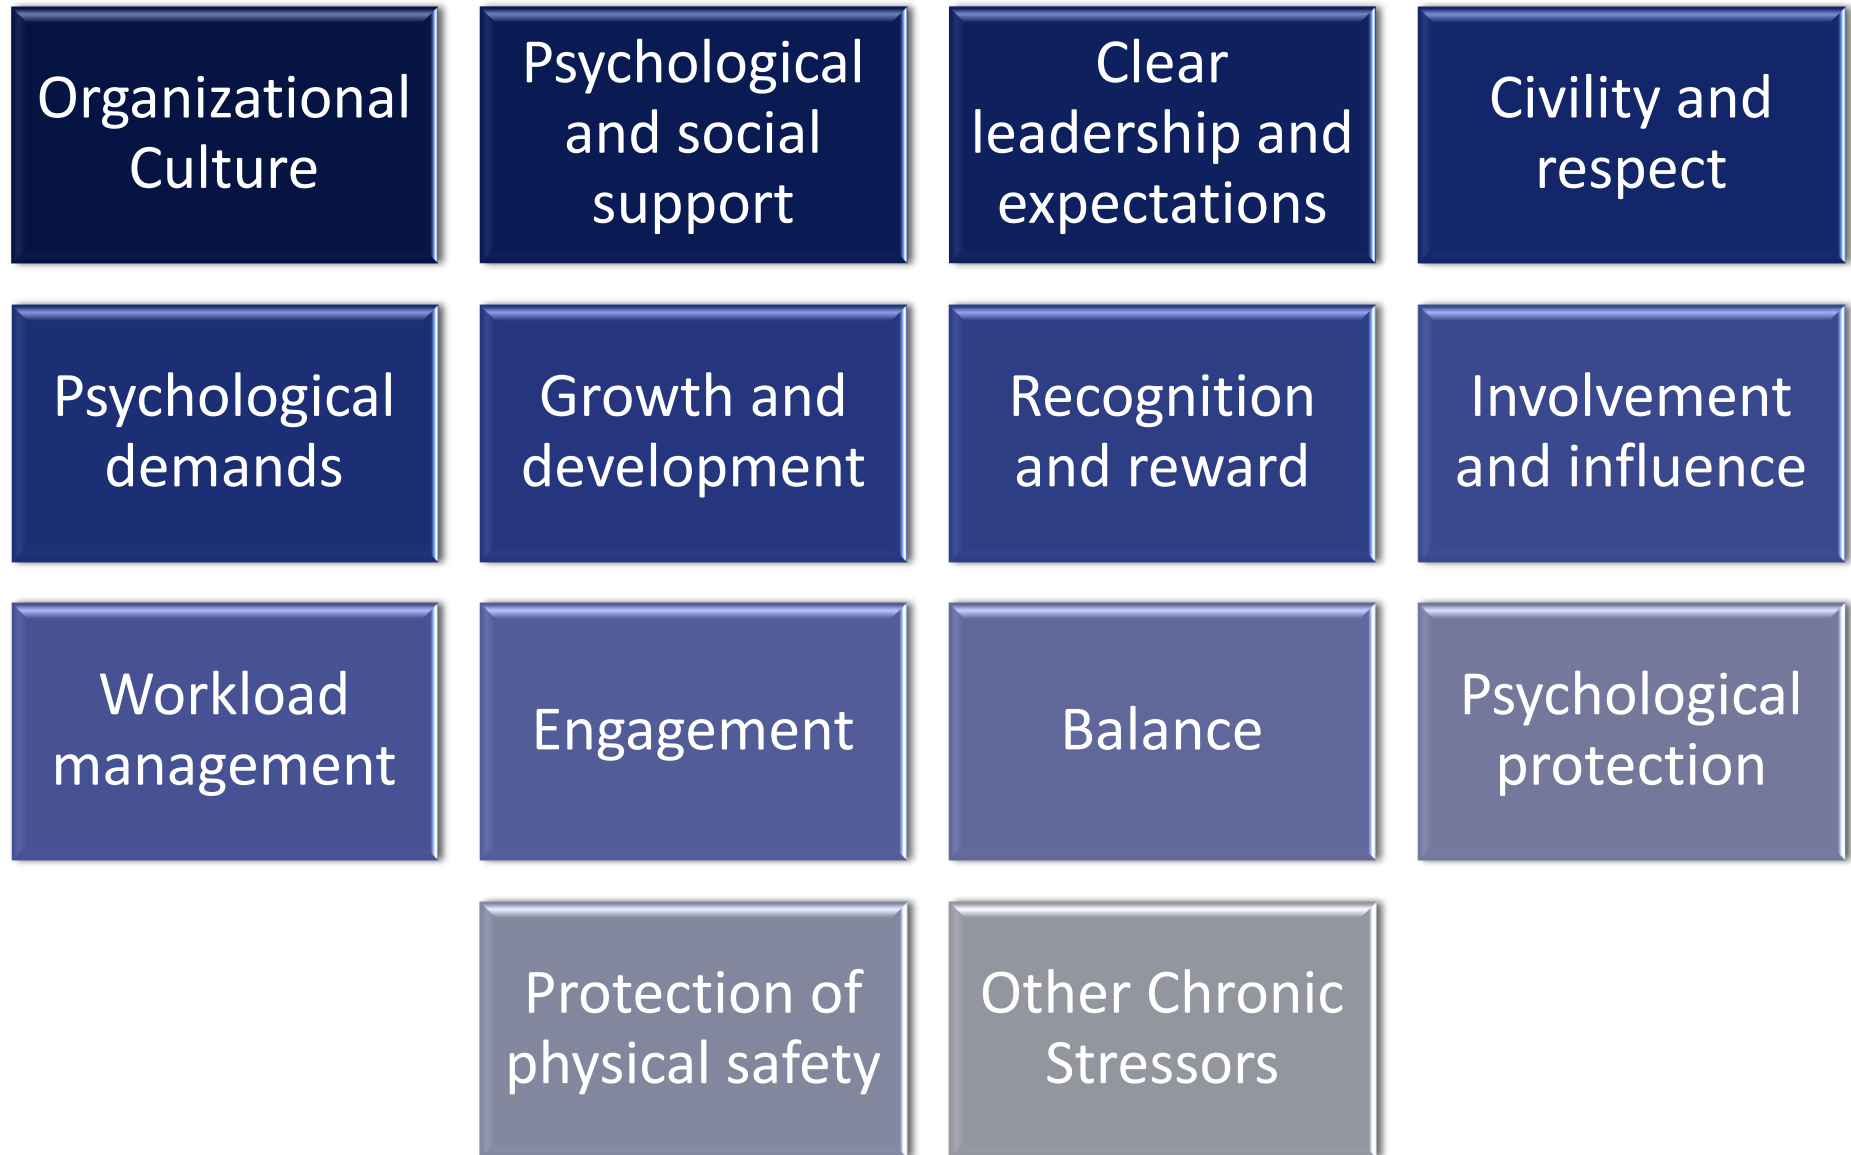 Organizational
Culture
Psychological
and social
support
Clear
leadership and
expectations
Civility and
respect
Psychological
demands
Growth and
development
Recognition
and reward
Involvement
and influence
Workload
management
Engagement
Balance
Psychological
protection
Protection of
physical safety
Other Chronic
Stressors